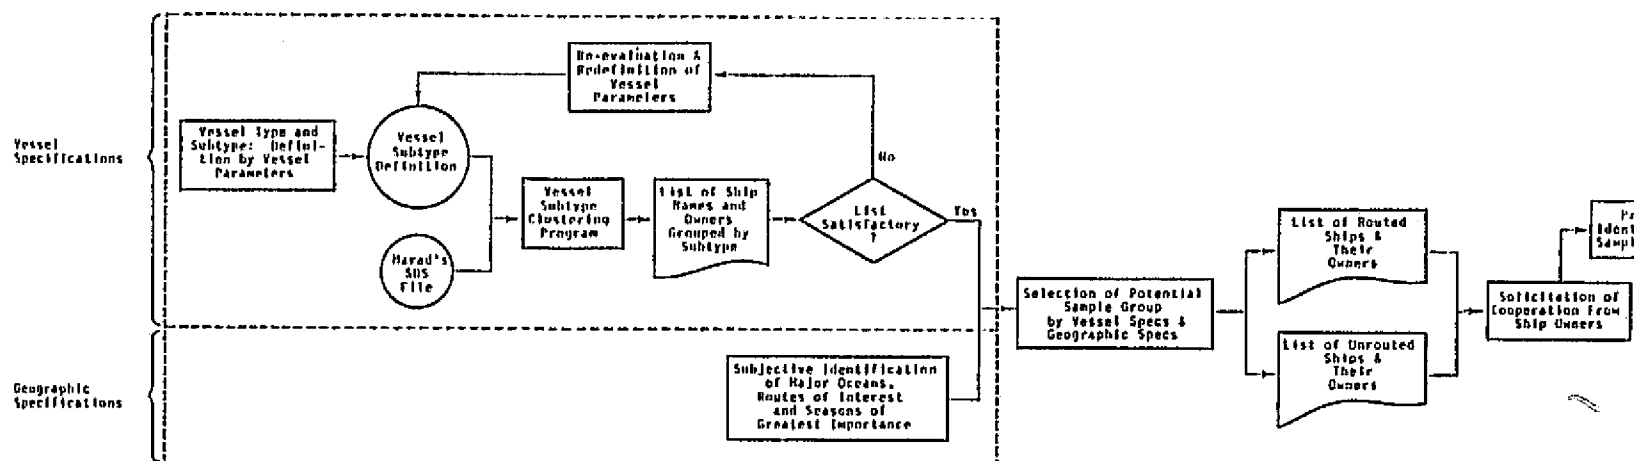 Vessel
Specifications
Vessel Type and
Subtype: Defini-
tion by Vessel
Parameters
Re-evaluation &
Redefinition of
Vessel
Parameters
Vessel
Subtype
Definition
Marad's
SDS
File
Vessel
Subtype
Clustering
Program
List of Ship
Names and
Owners
Grouped by
Subtype
No
List
Satisfactory
?
Yes
Geographic
Specifications
Subjective Identification
of Major Oceans,
Routes of Interest
and Seasons of
Greatest Importance
Selection of Potential
Sample Group
by Vessel Specs &
Geographic Specs
List of Routed
Ships &
Their
Owners
List of Unrouted
Ships &
Their
Owners
Solicitation of
Cooperation From
Ship Owners
Ident
Sampl